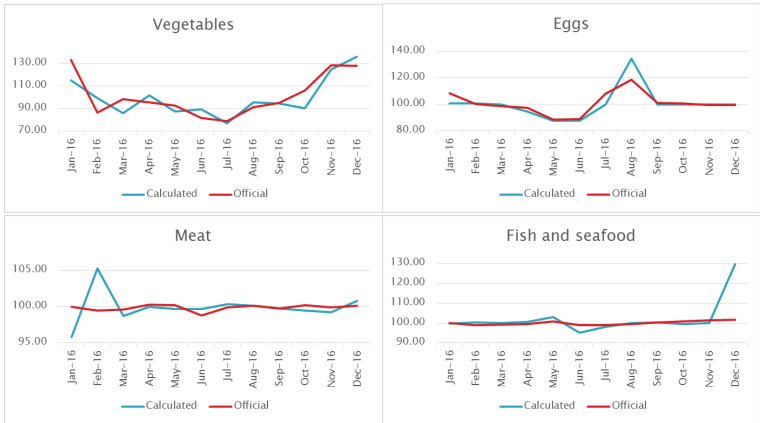 Vegetables
130.00
110.00
90.00
70.00
Jan-16
Feb-16
Mar-16
Apr-16
May-16
Jun-16
Jul-16
Aug-16
Sep-16
Oct-16
Nov-16
Dec-16
Calculated
Official
Eggs
140.00
120.00
100.00
80.00
Jan-16
Feb-16
Mar-16
Apr-16
May-16
Jun-16
Jul-16
Aug-16
Sep-16
Oct-16
Nov-16
Dec-16
Calculated
Official
Meat
105.00
100.00
95.00
Jan-16
Feb-16
Mar-16
Apr-16
May-16
Jun-16
Jul-16
Aug-16
Sep-16
Oct-16
Nov-16
Dec-16
Calculated
Official
Fish and seafood
130.00
120.00
110.00
100.00
90.00
Jan-16
Feb-16
Mar-16
Apr-16
May-16
Jun-16
Jul-16
Aug-16
Sep-16
Oct-16
Nov-16
Dec-16
Calculated
Official